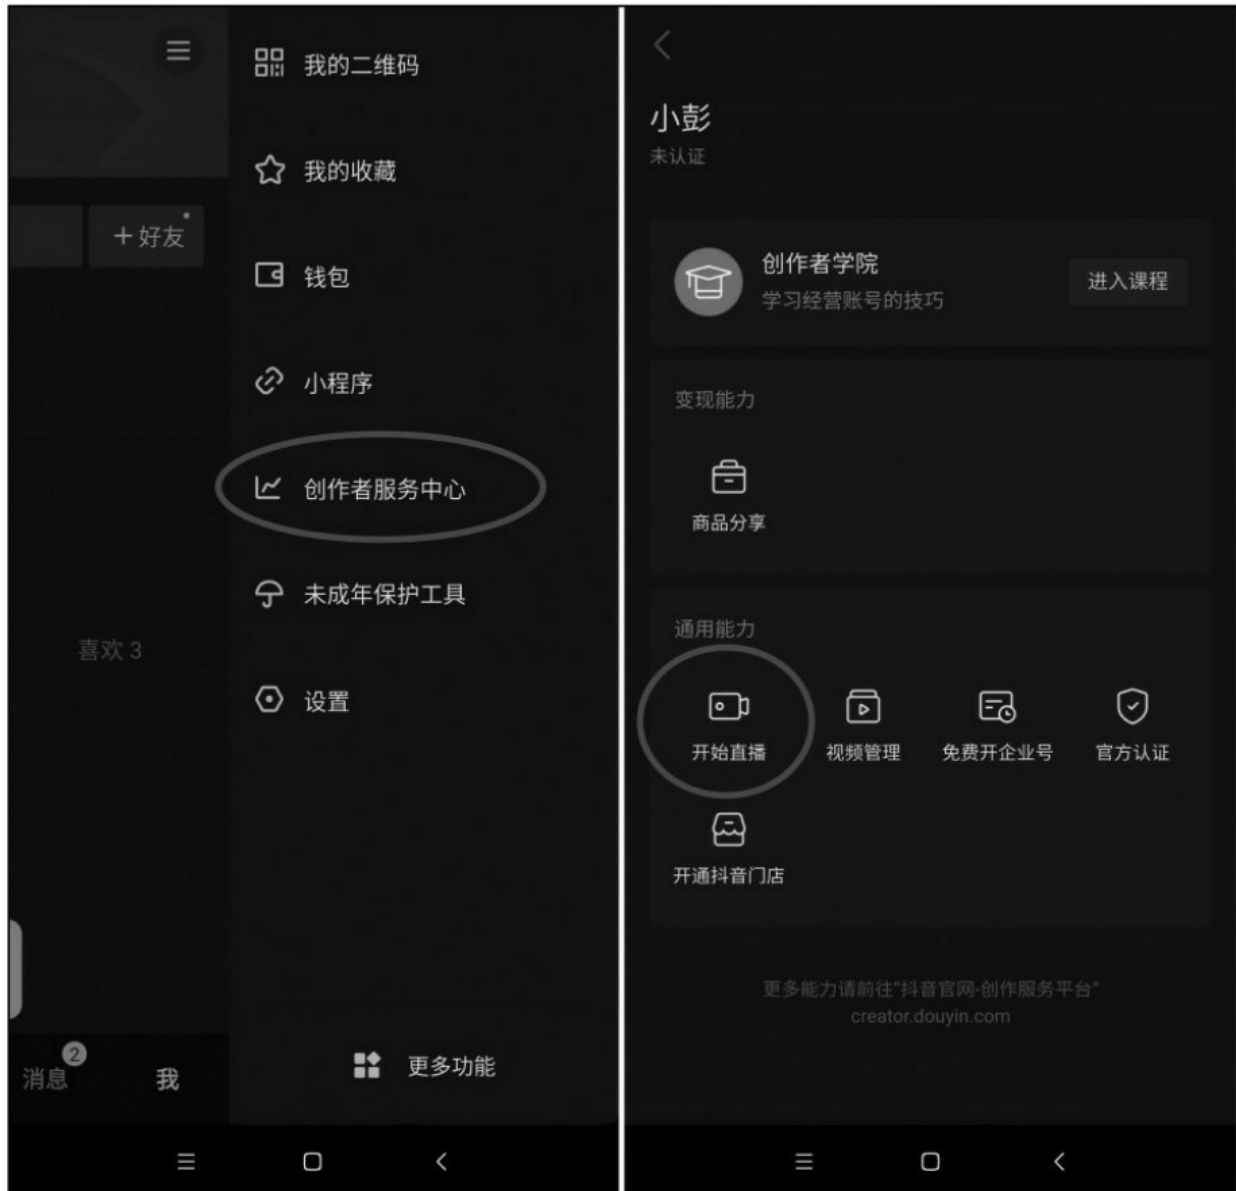 +好友
喜欢 3
消息
2
我
我的二维码
我的收藏
钱包
小程序
创作者服务中心
未成年保护工具
设置
更多功能
小彭
未认证
创作者学院
学习经营账号的技巧
进入课程
变现能力
商品分享
通用能力
开始直播
视频管理
免费开企业号
官方认证
开通抖音门店
更多能力请前往"抖音官网-创作服务平台"
creator.douyin.com